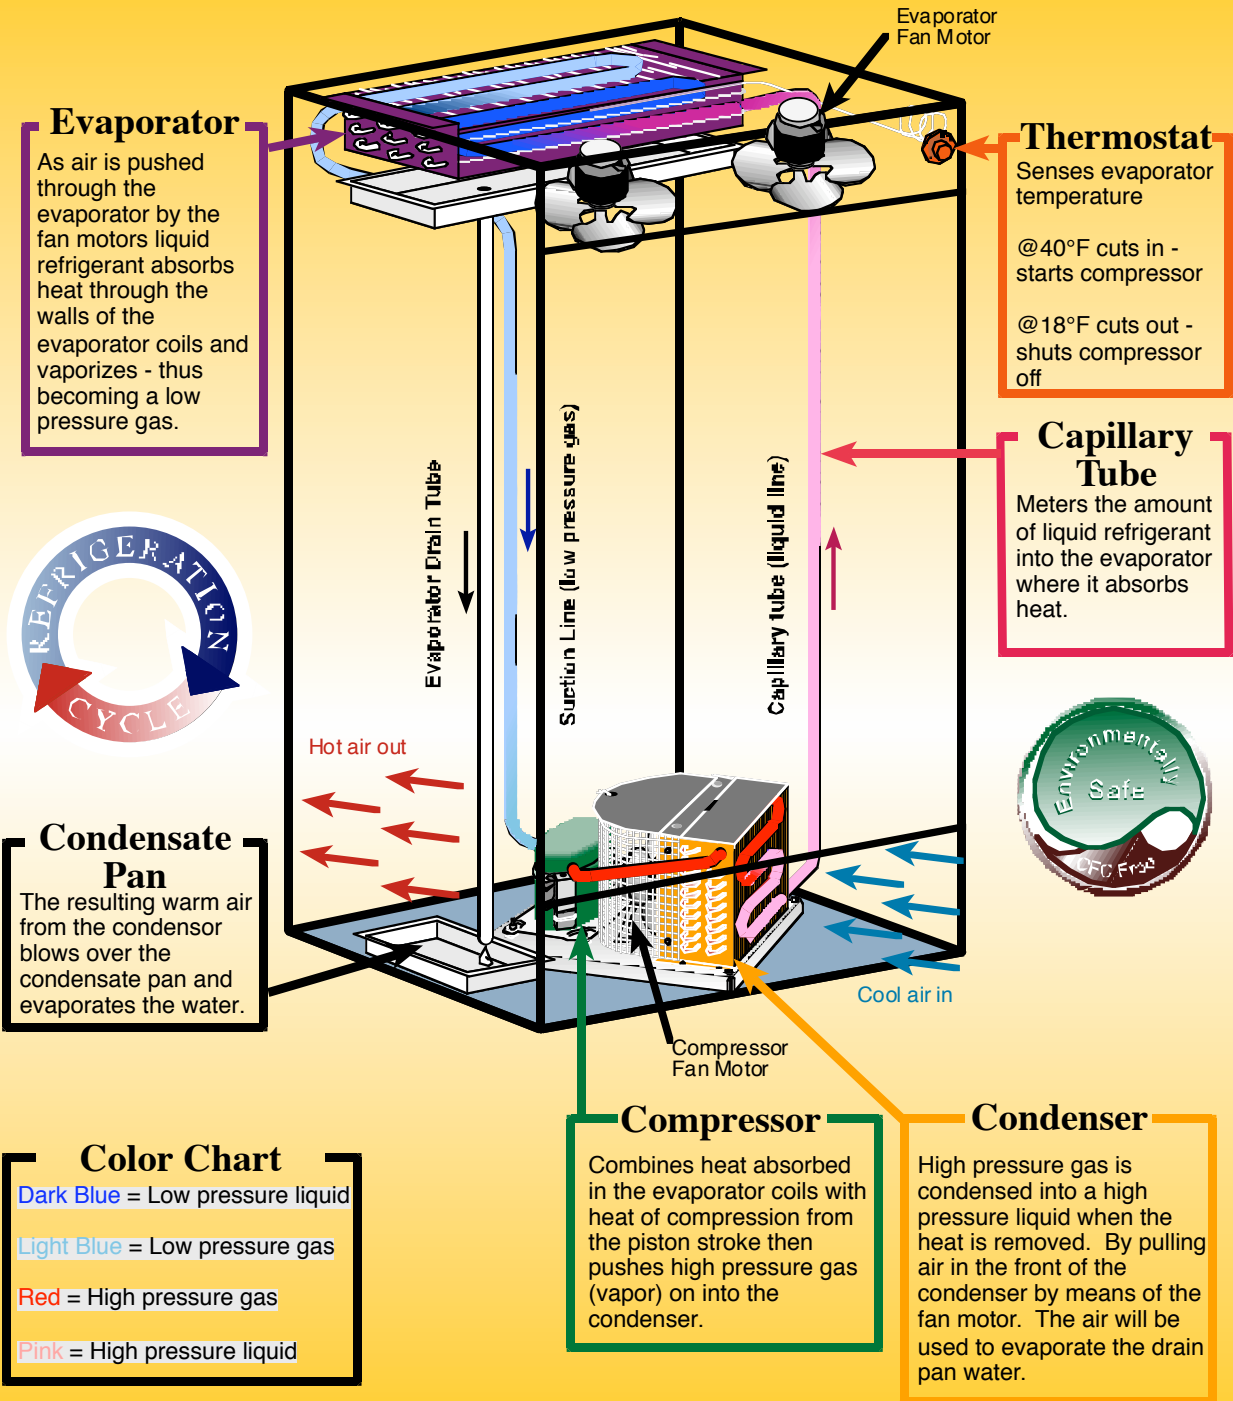 Evaporator
Fan Motor
Evaporator
As air is pushed
through the
evaporator by the
fan motors liquid
refrigerant absorbs
heat through the
walls of the
evaporator coils and
vaporizes - thus
becoming a low
pressure gas.
Thermostat
Senses evaporator
temperature
@40°F cuts in -
starts compressor
@18°F cuts out -
shuts compressor
off
Capillary
Tube
Meters the amount
of liquid refrigerant
into the evaporator
where it absorbs
heat.
Evaporator Drain Tube
Suction Line (low pressure gas)
Capillary tube (liquid line)
REFRIGERATION
CYCLE
Environmentally
Safe
CFC Free
Hot air out
Condensate
Pan
The resulting warm air
from the condensor
blows over the
condensate pan and
evaporates the water.
Cool air in
Compressor
Fan Motor
Compressor
Combines heat absorbed
in the evaporator coils with
heat of compression from
the piston stroke then
pushes high pressure gas
(vapor) on into the
condenser.
Condenser
High pressure gas is
condensed into a high
pressure liquid when the
heat is removed.  By pulling
air in the front of the
condenser by means of the
fan motor.  The air will be
used to evaporate the drain
pan water.
Color Chart
Dark Blue = Low pressure liquid
Light Blue = Low pressure gas
Red = High pressure gas
Pink = High pressure liquid